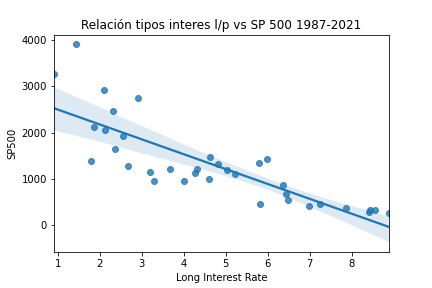 Relación tipos interes l/p vs SP 500 1987-2021
4000
3000
2000
1000
0
SP500
1 2 3 4 5 6 7 8
Long Interest Rate